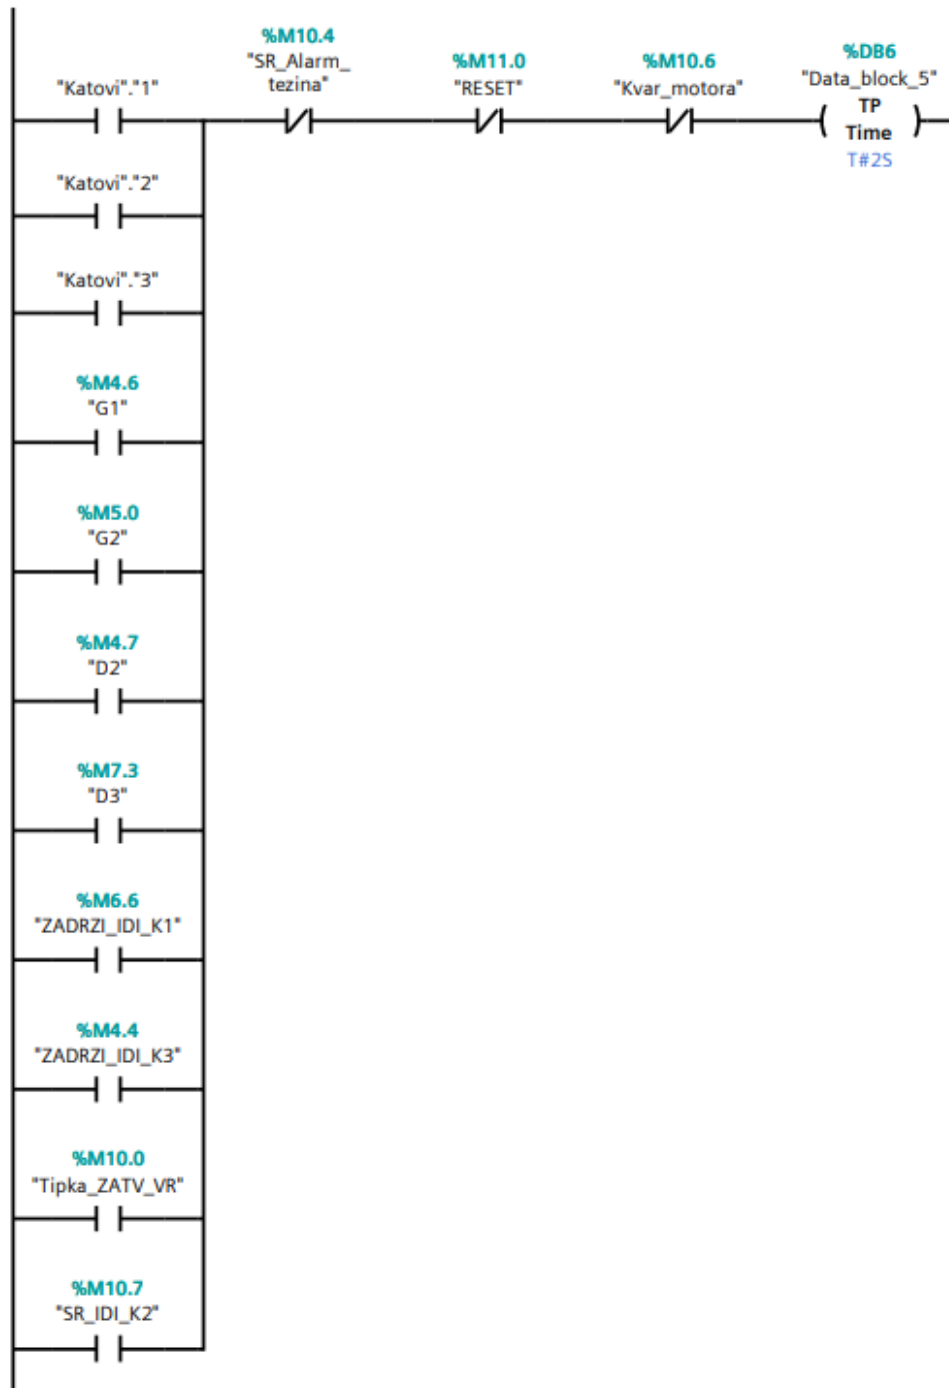 "Katovi"."1"
%M10.4
"SR_Alarm_
tezina"
%M11.0
"RESET"
%M10.6
"Kvar_motora"
%DB6
"Data_block_5"
TP
Time
T#2S
"Katovi"."2"
"Katovi"."3"
%M4.6
"G1"
%M5.0
"G2"
%M4.7
"D2"
%M7.3
"D3"
%M6.6
"ZADRZI_IDI_K1"
%M4.4
"ZADRZI_IDI_K3"
%M10.0
"Tipka_ZATV_VR"
%M10.7
"SR_IDI_K2"